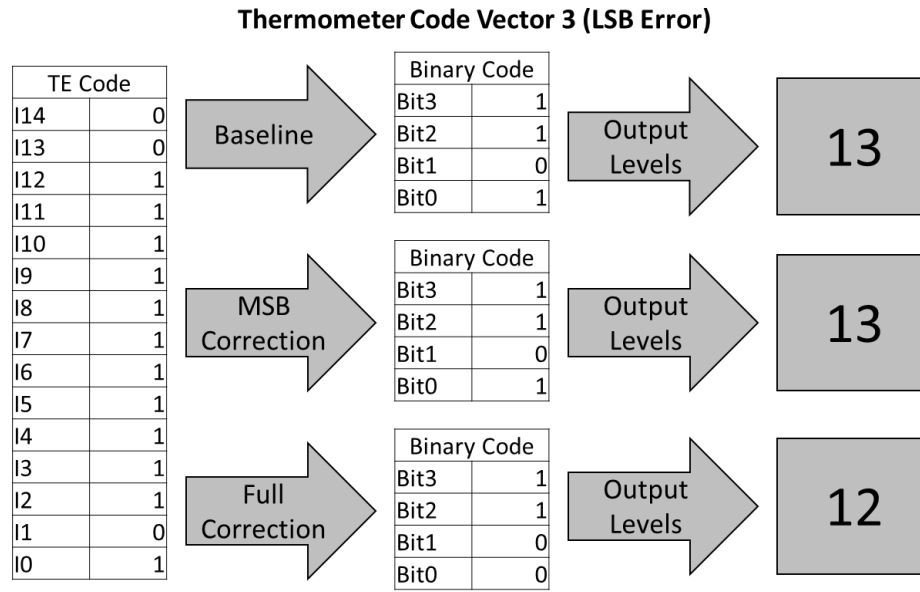 Thermometer Code Vector 3 (LSB Error)
TE Code
I14 0
I13 0
I12 1
I11 1
I10 1
I9 1
I8 1
I7 1
I6 1
I5 1
I4 1
I3 1
I2 1
I1 0
I0 1
Baseline
Binary Code
Bit3 1
Bit2 1
Bit1 0
Bit0 1
Output
Levels
13
MSB
Correction
Binary Code
Bit3 1
Bit2 1
Bit1 0
Bit0 1
Output
Levels
13
Full
Correction
Binary Code
Bit3 1
Bit2 1
Bit1 0
Bit0 0
Output
Levels
12